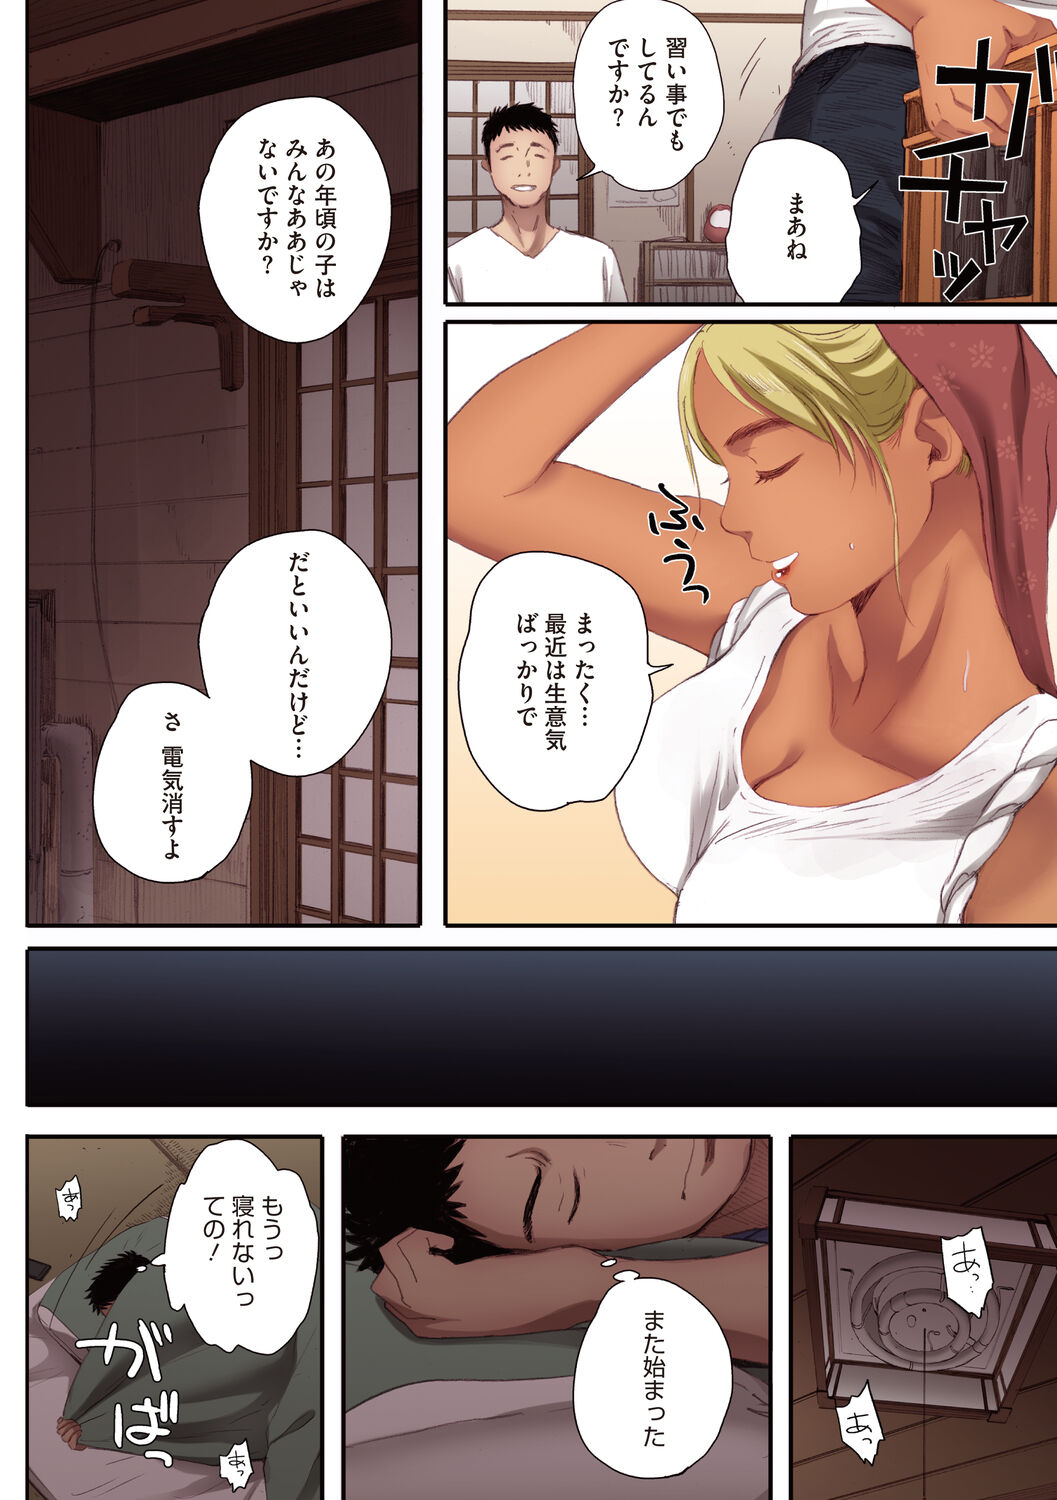 習い事でも
してるん
ですか？
まあね
ガチャッ
ふぅ
まったく…
最近は生意気
ばっかりで
あの年頃の子は
みんなああじゃ
ないですか？
だといいんだけど…
さ 電気消すよ
あっ
あっ
また始まった
もうっ
寝れないっ
ての！
あっ
がばっ
あっ